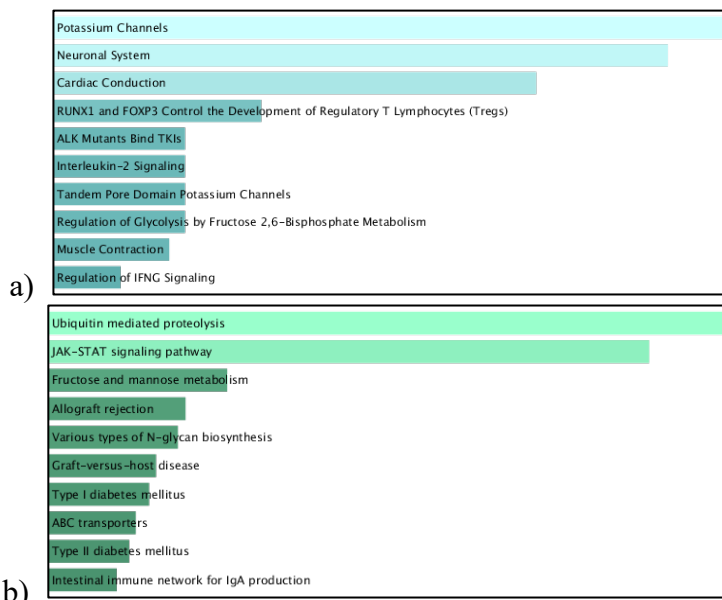 Potassium Channels
Neuronal System
Cardiac Conduction
RUNX1 and FOXP3 Control the Development of Regulatory T Lymphocytes (Tregs)
ALK Mutants Bind TKIs
Interleukin-2 Signaling
Tandem Pore Domain Potassium Channels
Regulation of Glycolysis by Fructose 2,6-Bisphosphate Metabolism
Muscle Contraction
Regulation of IFNG Signaling
a)
Ubiquitin mediated proteolysis
JAK-STAT signaling pathway
Fructose and mannose metabolism
Allograft rejection
Various types of N-glycan biosynthesis
Graft-versus-host disease
Type I diabetes mellitus
ABC transporters
Type II diabetes mellitus
Intestinal immune network for IgA production
b)